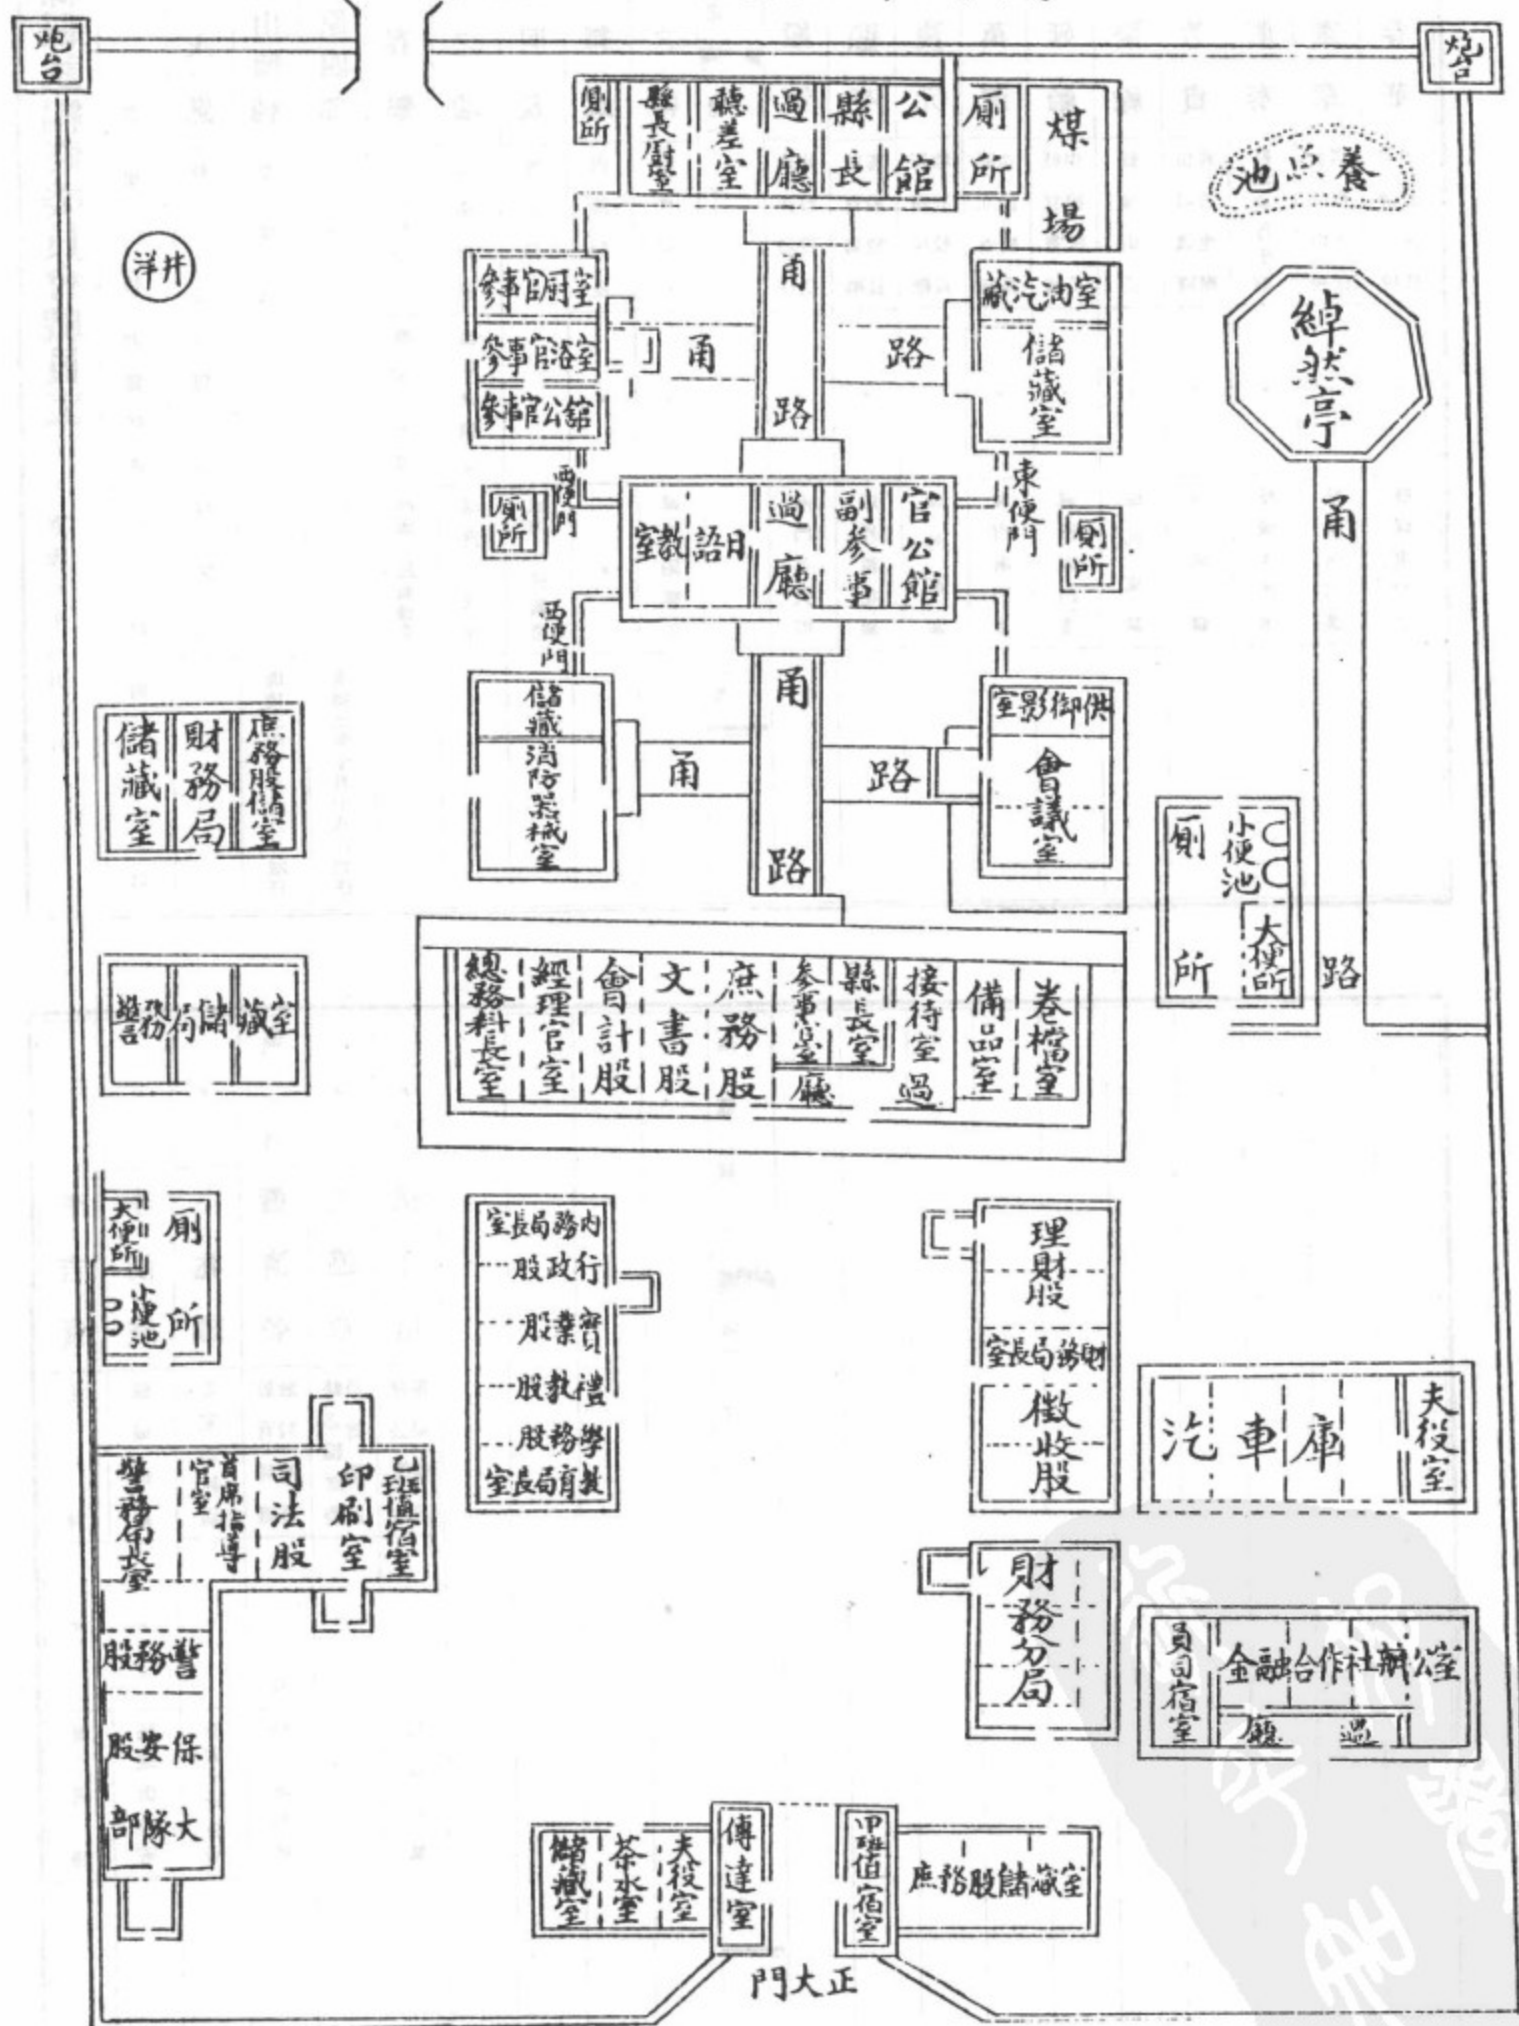 炮台
炮台
厠所
縣長厨室
聽差室
過廳
縣長公館
厠所
煤場
養魚池
洋井
參事官厨室
參事官浴室
參事官公館
甬路
甬路
藏汽油室
儲藏室
綽然亭
甬路
西便門
厠所
日語教室
過廳
副參事官公館
東便門
厠所
西便門
儲藏
消防器械室
甬路
甬路
供御影室
會議室
儲藏室
財務局
庶務股儲室
厠所
小便池
大便所
警務局儲藏室
總務科長室
經理官室
會計股
文書股
庶務股
參事官室
縣長室
接待室
過廳
備品室
卷檔室
厠所
大便所
小便池
內務局長室
行政股
實業股
禮教股
學務股
教育局長室
理財股
財務局長室
徵收股
汽車庫
夫役室
警務局長室
首席指導官室
司法股
印刷室
乙班值宿室
警務股
保安股
大隊部
財務分局
員司宿室
金融合作社辦公室
過廳
儲藏室
茶水室
夫役室
傳達室
甲班值宿室
庶務股儲藏室
正大門